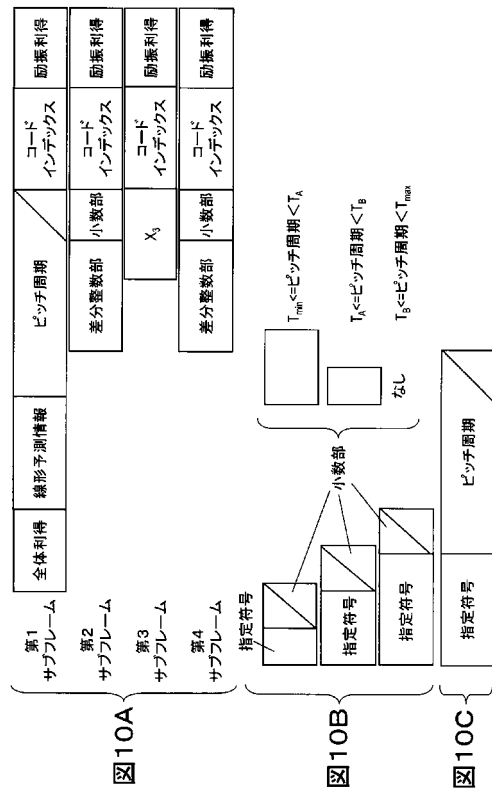 図10A
第1
サブフレーム
全体利得
線形予測情報
ピッチ周期
コード
インデックス
励振利得
第2
サブフレーム
差分整数部
小数部
コード
インデックス
励振利得
第3
サブフレーム
X3
コード
インデックス
励振利得
第4
サブフレーム
差分整数部
小数部
コード
インデックス
励振利得
図10B
指定符号
指定符号
指定符号
小数部
Tmin<=ピッチ周期<TA
TA<=ピッチ周期<TB
なし
TB<=ピッチ周期<Tmax
図10C
指定符号
ピッチ周期